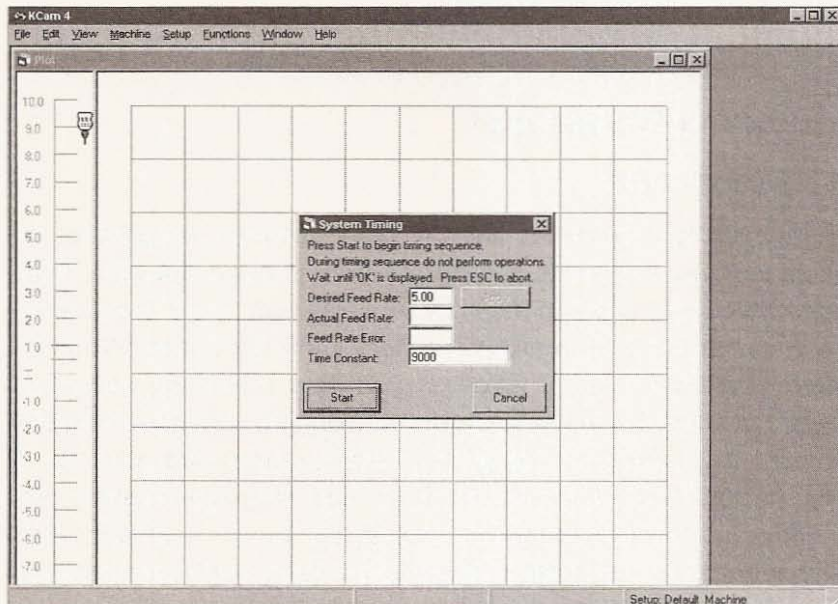 KCam 4
File Edit View Machine Setup Functions Window Help
Plot
10.0
9.0
8.0
7.0
6.0
5.0
4.0
3.0
2.0
1.0
-1.0
-2.0
-3.0
-4.0
-5.0
-6.0
-7.0
System Timing
Press Start to begin timing sequence.
During timing sequence do not perform operations.
Wait until 'OK' is displayed. Press ESC to abort.
Desired Feed Rate: 5.00
Actual Feed Rate:
Feed Rate Error:
Time Constant: 9000
Start Cancel
Setup: Default_Machine